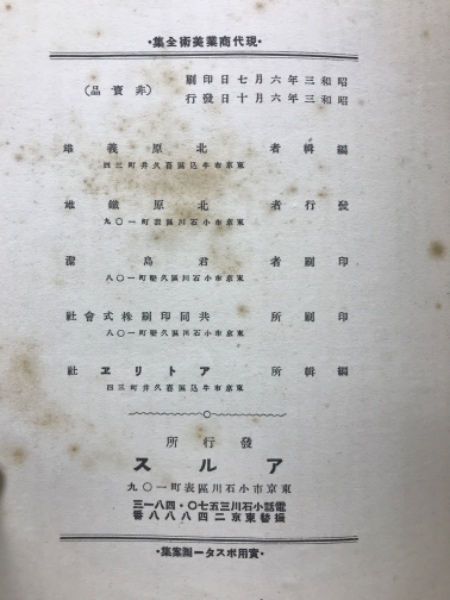 ·現代商業美術全集·
昭和三年六月七日印刷
昭和三年六月十日發行
(非賣品)
編輯者 北原義雄
東京市牛込區喜久井町三四
發行者 北原鐵雄
東京市小石川區表町一〇九
印刷者 君島潔
東京市小石川區久堅町一〇八
印刷所 共同印刷株式會社
東京市小石川區久堅町一〇八
編輯所 アトリヱ社
東京市牛込區喜久井町三四
發行所
アルス
東京市小石川區表町一〇九
電話小石川三五七〇·四八一三
振替東京二四八八八番
·實用ポスター圖案集·